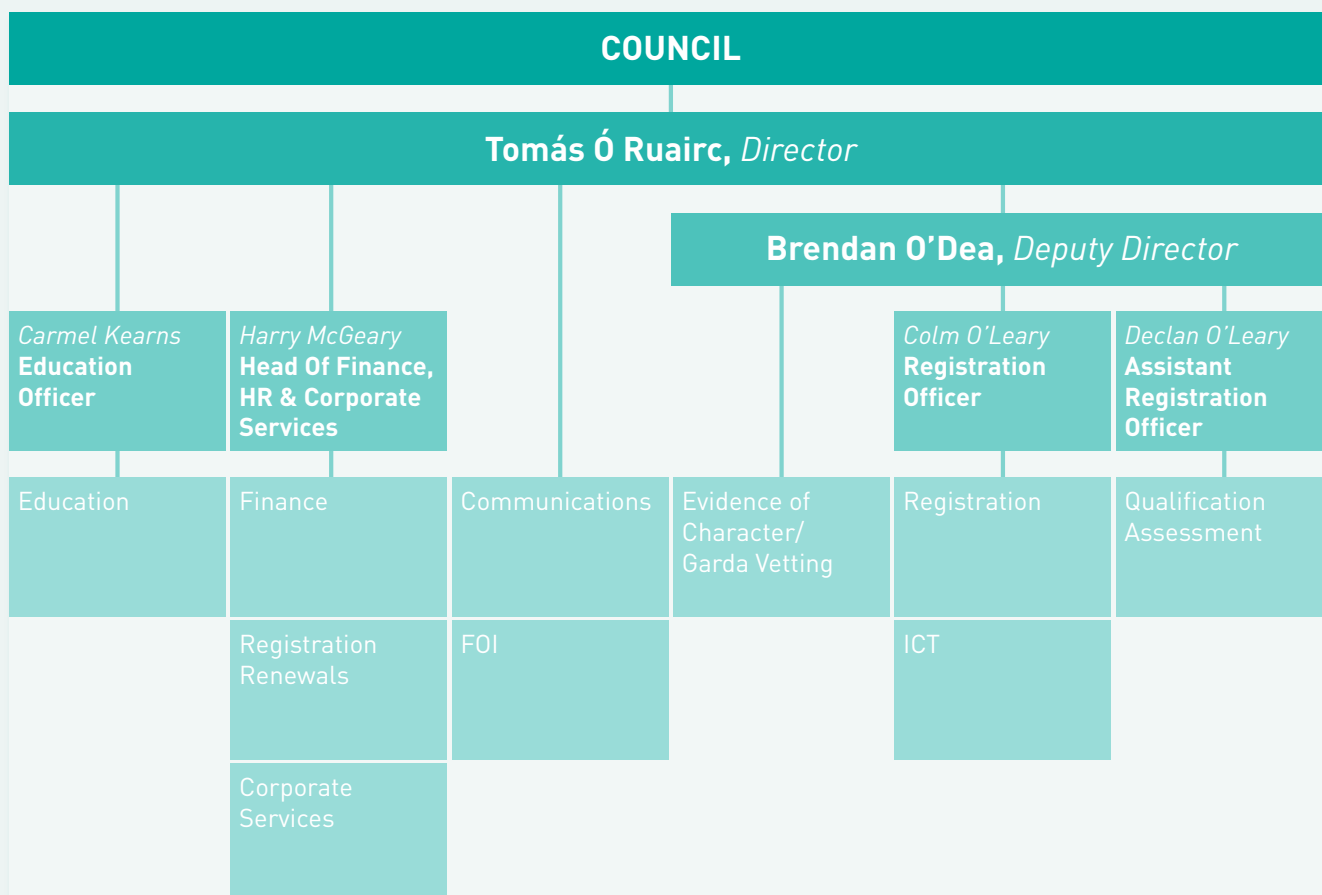 COUNCIL
Tomás Ó Ruairc, Director
Brendan O'Dea, Deputy Director
Carmel Kearns
Education
Officer
Harry McGeary
Head Of Finance,
HR & Corporate
Services
Colm O'Leary
Registration
Officer
Declan O'Leary
Assistant
Registration
Officer
Education
Finance
Communications
Evidence of
Character/
Garda Vetting
Registration
Qualification
Assessment
Registration
Renewals
FOI
ICT
Corporate
Services